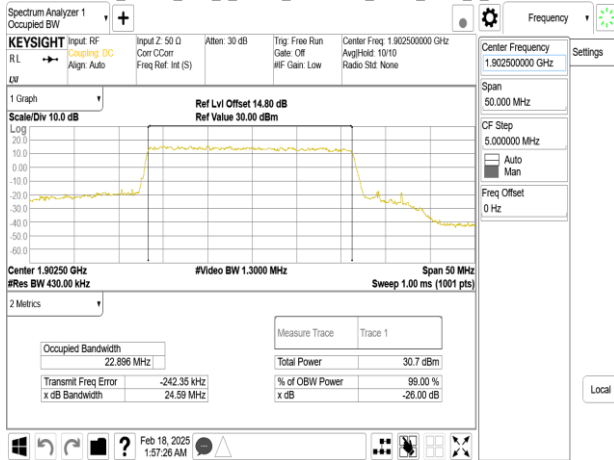 Spectrum Analyzer 1
Occupied BW
Frequency
KEYSIGHT
RL
LXI
Input: RF
Coupling: DC
Align: Auto
Input Z: 50 Ω
Corr CCorr
Freq Ref: Int (S)
Atten: 30 dB
Trig: Free Run
Gate: Off
#IF Gain: Low
Center Freq: 1.902500000 GHz
Avg|Hold: 10/10
Radio Std: None
Center Frequency
1.902500000 GHz
Settings
Span
50.000 MHz
CF Step
5.000000 MHz
Auto
Man
Freq Offset
0 Hz
Local
1 Graph
Scale/Div 10.0 dB
Ref Lvl Offset 14.80 dB
Ref Value 30.00 dBm
Log
20.0
10.0
0.00
-10.0
-20.0
-30.0
-40.0
-50.0
-60.0
Center 1.90250 GHz
#Video BW 1.3000 MHz
Span 50 MHz
#Res BW 430.00 kHz
Sweep 1.00 ms (1001 pts)
2 Metrics
Measure Trace
Trace 1
Occupied Bandwidth
22.896 MHz
Total Power
30.7 dBm
Transmit Freq Error
-242.35 kHz
% of OBW Power
99.00 %
x dB Bandwidth
24.59 MHz
x dB
-26.00 dB
?
Feb 18, 2025
1:57:26 AM